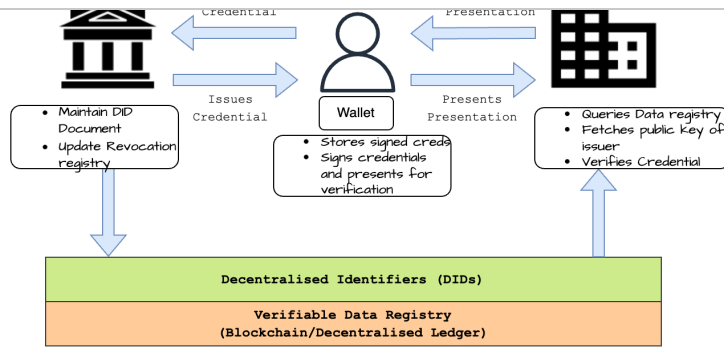 Credential
Presentation
Issues
Credential
Presents
Presentation
Wallet
• Maintain DID
Document
• Update Revocation
registry
• Stores signed creds
• Signs credentials
and presents for
verification
• Queries Data registry
• Fetches public key of
issuer
• Verifies Credential
Decentralised Identifiers (DIDs)
Verifiable Data Registry
(Blockchain/Decentralised Ledger)